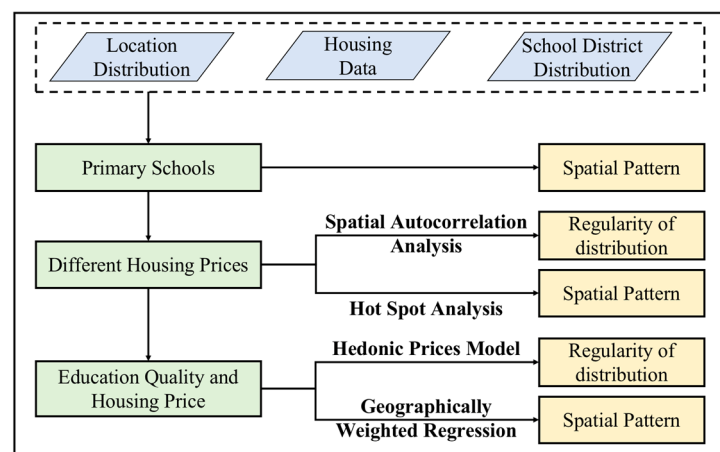 Location
Distribution
Housing
Data
School District
Distribution
Primary Schools
Spatial Pattern
Different Housing Prices
Spatial Autocorrelation
Analysis
Regularity of
distribution
Hot Spot Analysis
Spatial Pattern
Education Quality and
Housing Price
Hedonic Prices Model
Regularity of
distribution
Geographically
Weighted Regression
Spatial Pattern